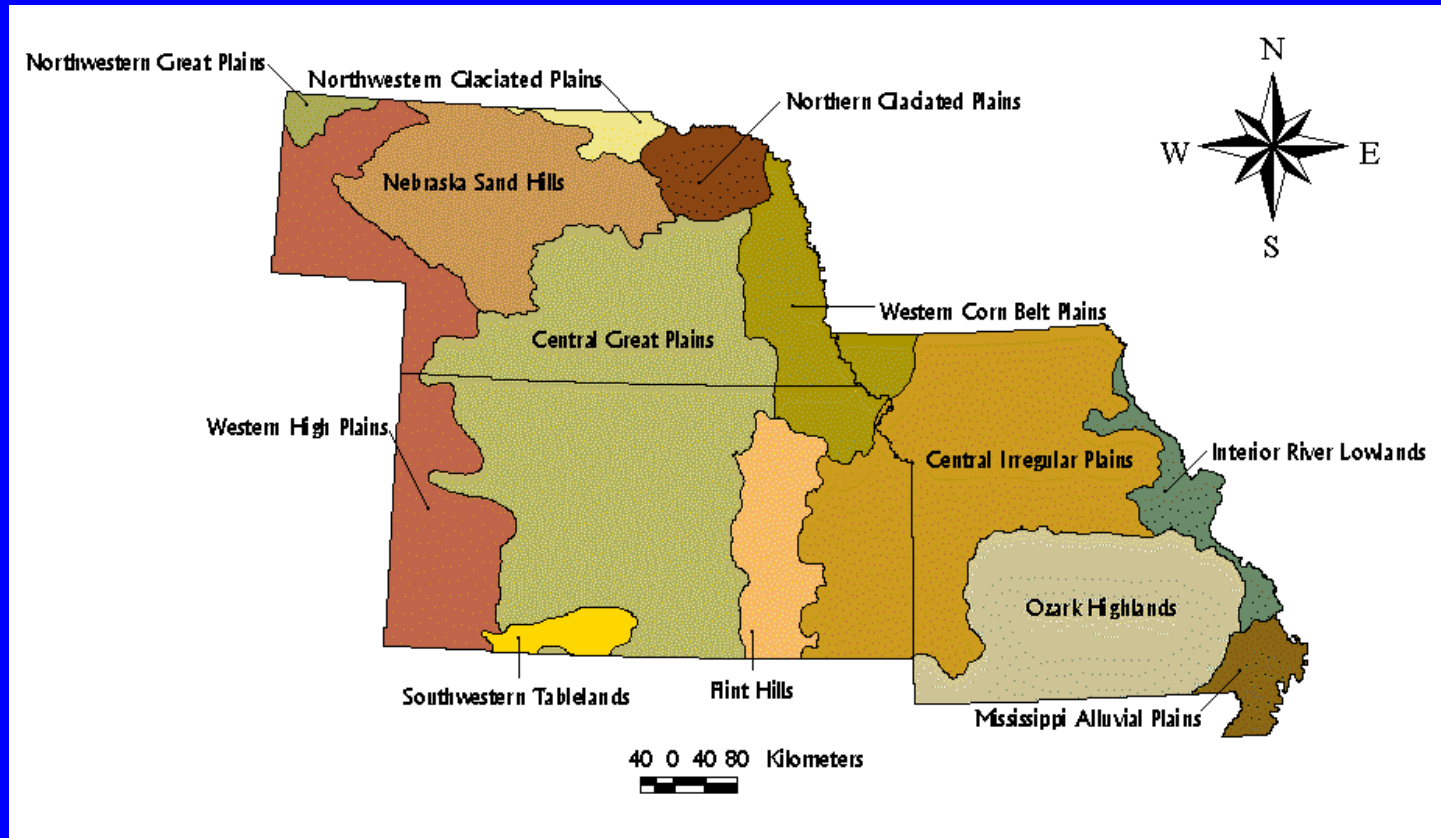 Northwestern Great Plains
Northwestern Glaciated Plains
Northern Glaciated Plains
N
W
E
S
Nebraska Sand Hills
Western Corn Belt Plains
Central Great Plains
Western High Plains
Central Irregular Plains
Interior River Lowlands
Ozark Highlands
Southwestern Tablelands
Flint Hills
Mississippi Alluvial Plains
40 0 40 80 Kilometers